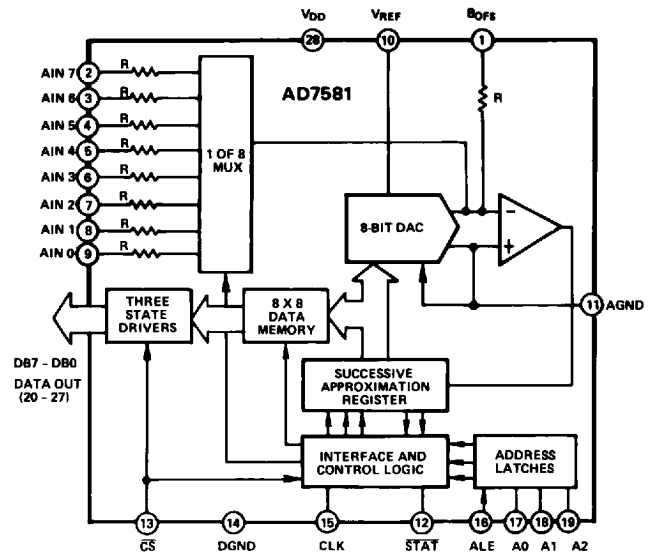 VDD
VREF
BOFS
28
10
1
AD7581
AIN 7 2 R
AIN 6 3 R
AIN 5 4 R
AIN 4 5 R
AIN 3 6 R
AIN 2 7 R
AIN 1 8 R
AIN 0 9 R
1 OF 8
MUX
R
8-BIT DAC
−
+
11 AGND
THREE
STATE
DRIVERS
8 X 8
DATA
MEMORY
DB7 - DB0
DATA OUT
(20 - 27)
SUCCESSIVE
APPROXIMATION
REGISTER
INTERFACE AND
CONTROL LOGIC
ADDRESS
LATCHES
13
14
15
12
16
17
18
19
C̅S̅
DGND
CLK
S̅T̅A̅T̅
ALE
A0
A1
A2